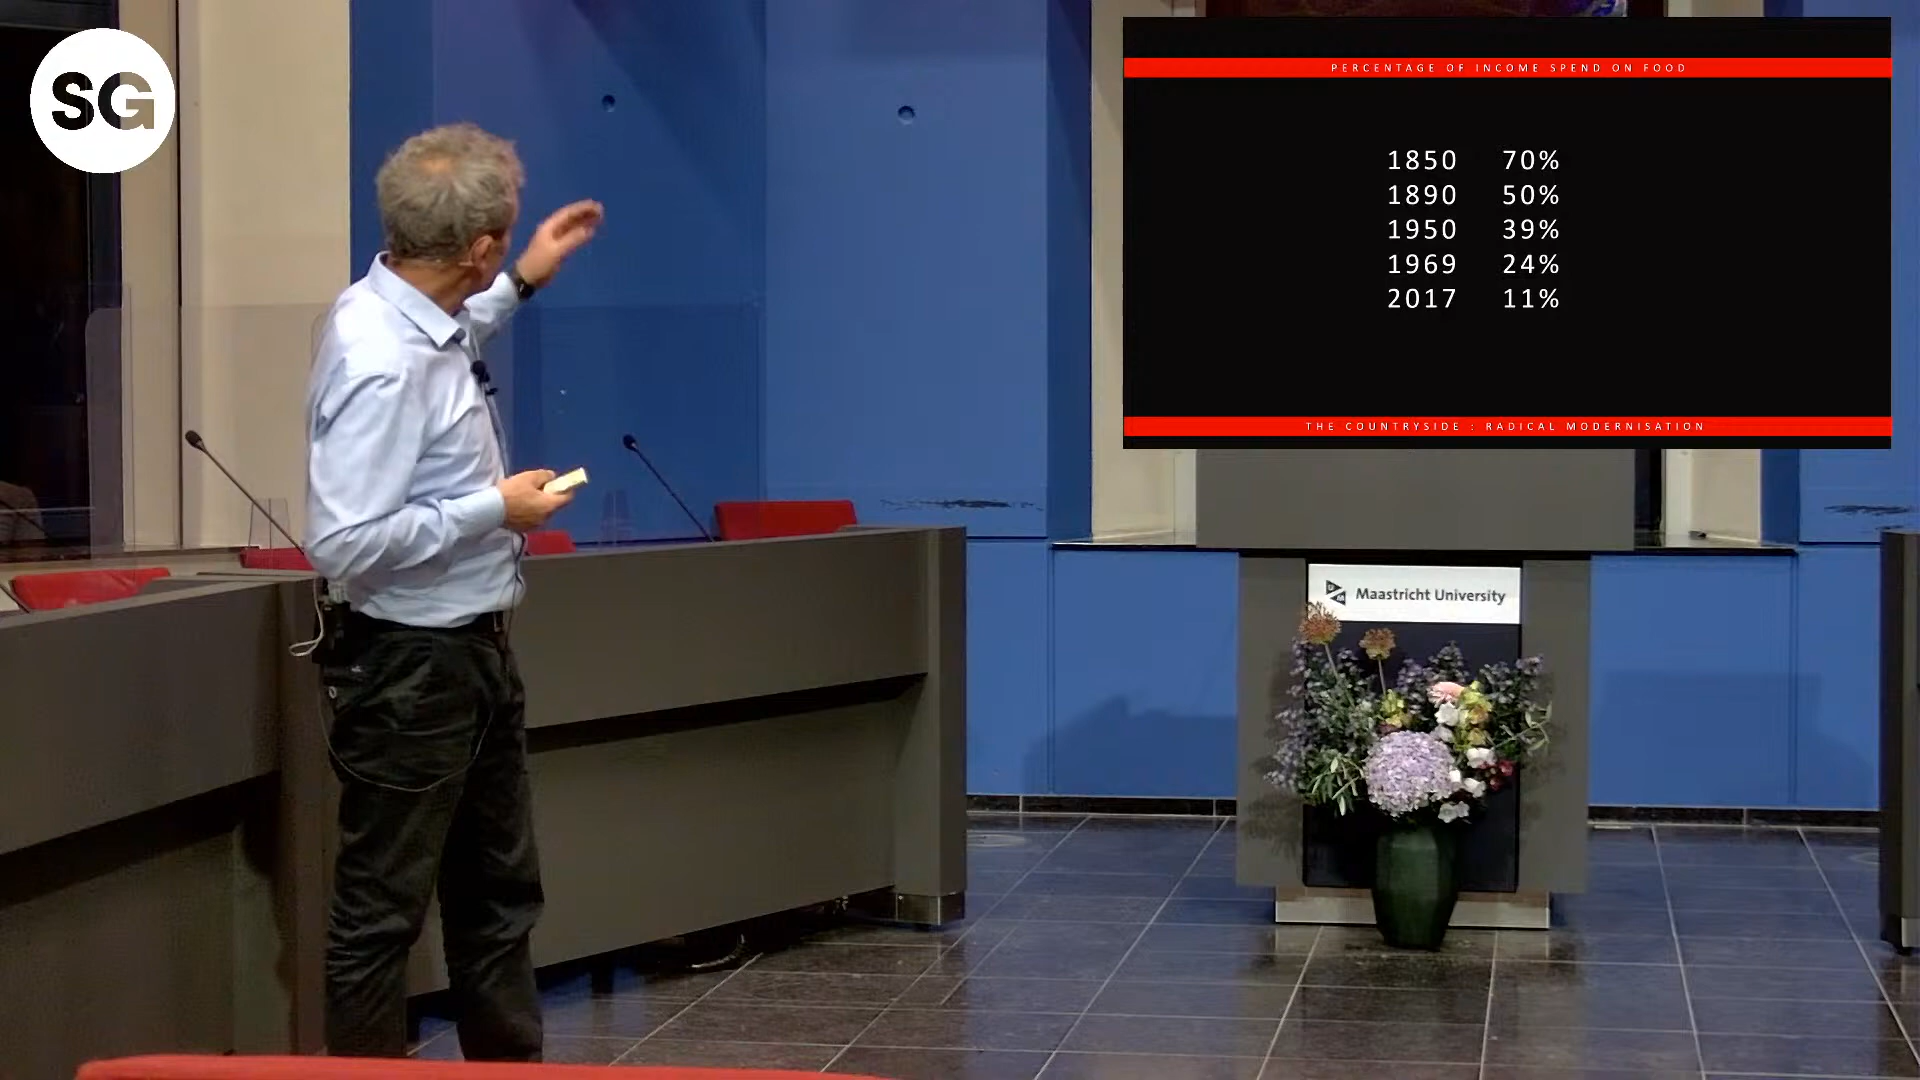 SG
PERCENTAGE OF INCOME SPEND ON FOOD
1850 70%
1890 50%
1950 39%
1969 24%
2017 11%
THE COUNTRYSIDE : RADICAL MODERNISATION
UM
Maastricht University